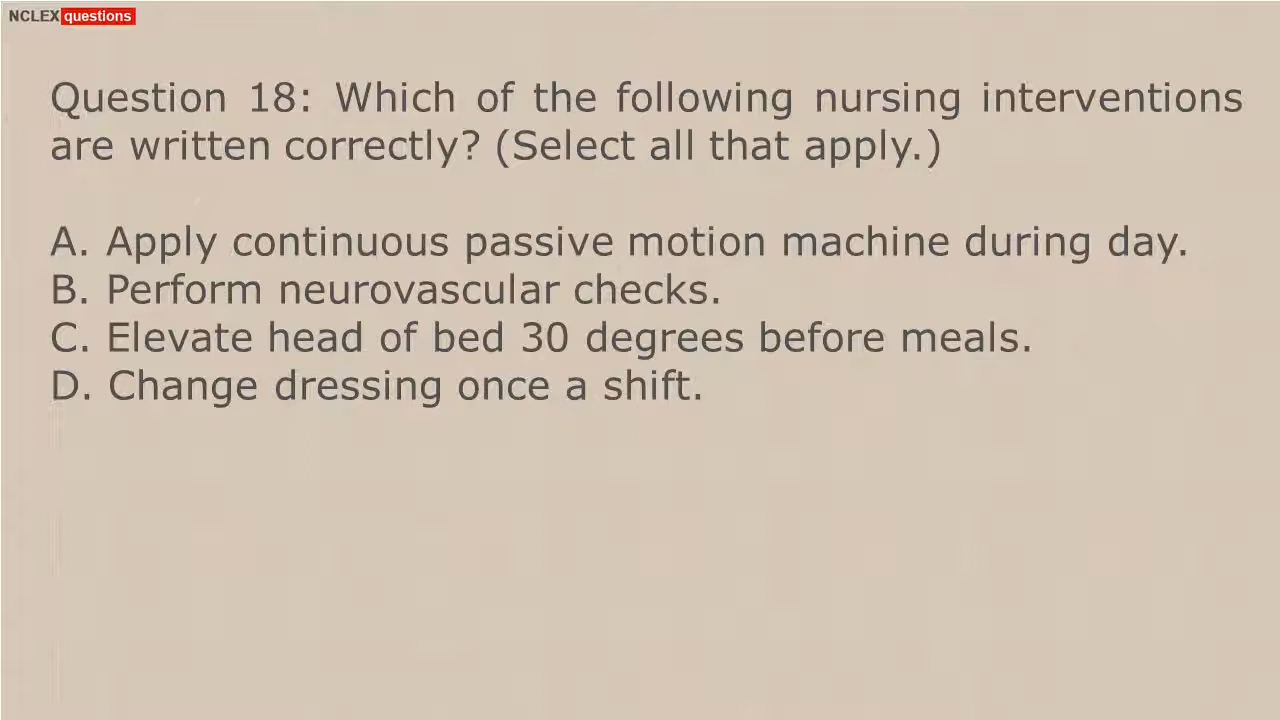 NCLEX questions
Question 18: Which of the following nursing interventions
are written correctly? (Select all that apply.)
A. Apply continuous passive motion machine during day.
B. Perform neurovascular checks.
C. Elevate head of bed 30 degrees before meals.
D. Change dressing once a shift.